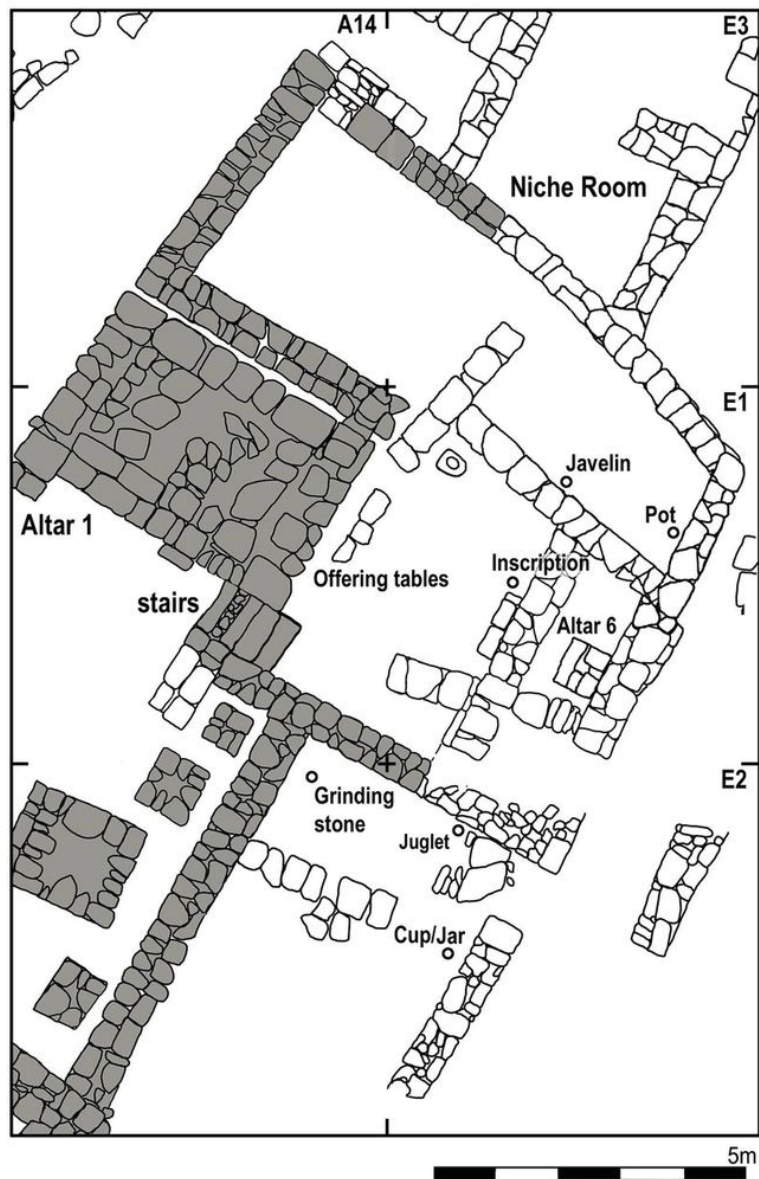 A14
E3
Niche Room
E1
Javelin
Altar 1
Pot
Inscription
Offering tables
stairs
Altar 6
E2
Grinding
stone
Juglet
Cup/Jar
5m